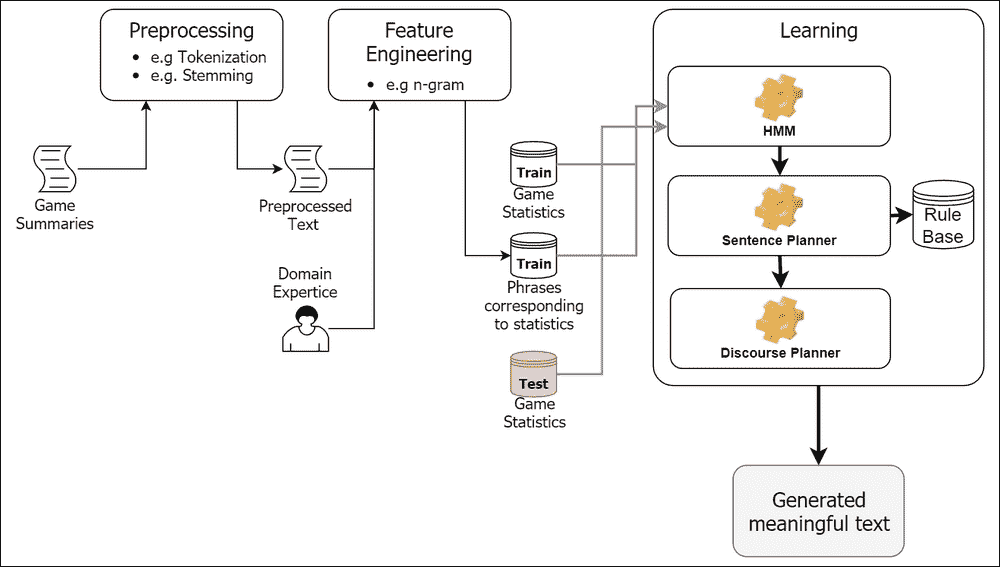 Preprocessing
• e.g Tokenization
• e.g. Stemming
Game
Summaries
Preprocessed
Text
Domain
Expertice
Feature
Engineering
• e.g n-gram
Train
Game
Statistics
Train
Phrases
corresponding
to statistics
Test
Game
Statistics
Learning
HMM
Sentence Planner
Rule
Base
Discourse Planner
Generated
meaningful text